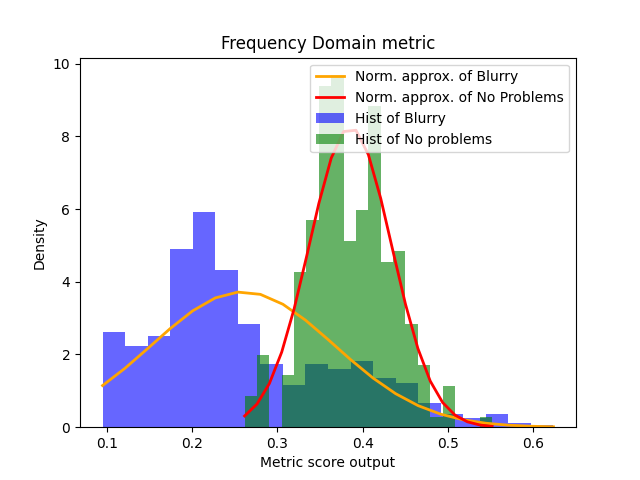 Frequency Domain metric
Norm. approx. of Blurry
Norm. approx. of No Problems
Hist of Blurry
Hist of No problems
Density
10
8
6
4
2
0
0.1 0.2 0.3 0.4 0.5 0.6
Metric score output